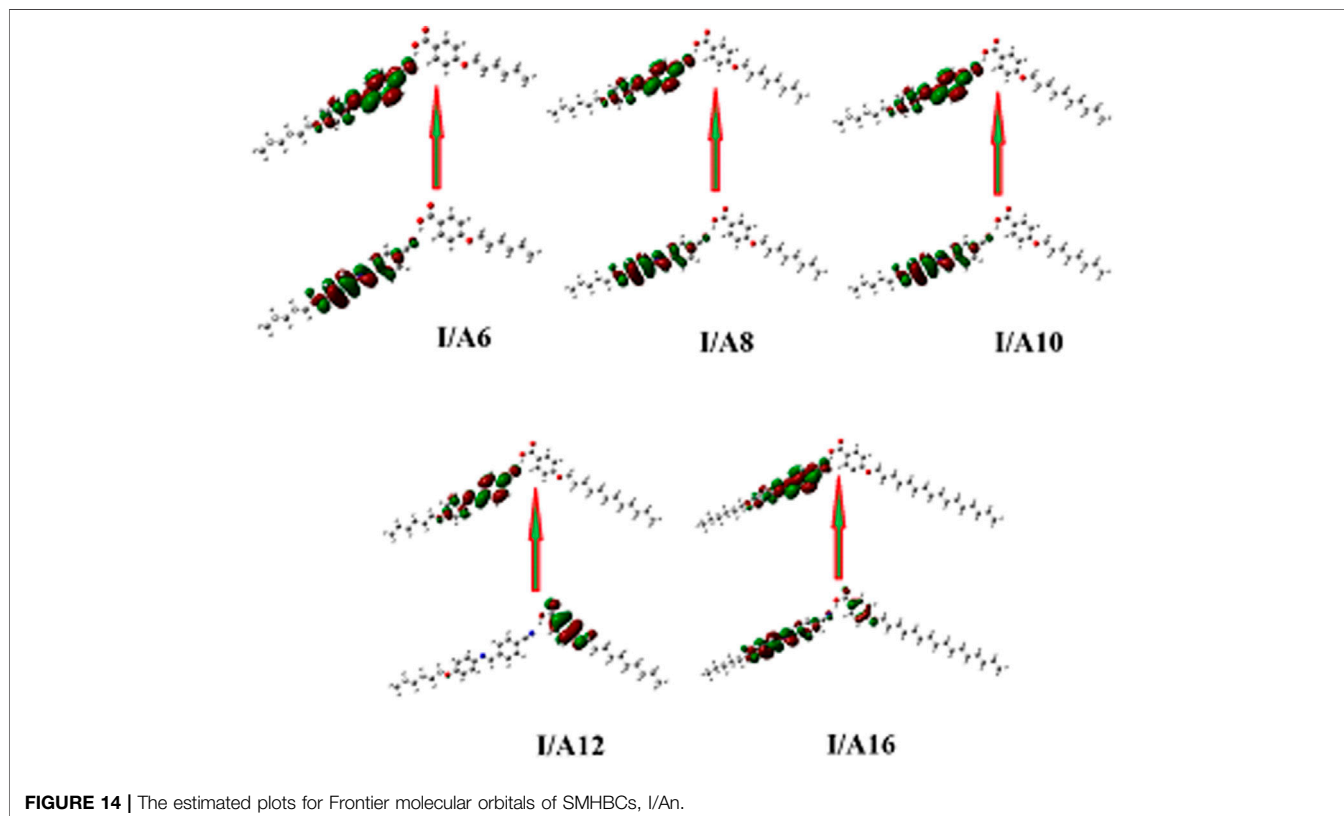 I/A6
I/A8
I/A10
I/A12
I/A16
FIGURE 14 | The estimated plots for Frontier molecular orbitals of SMHBCs, I/An.